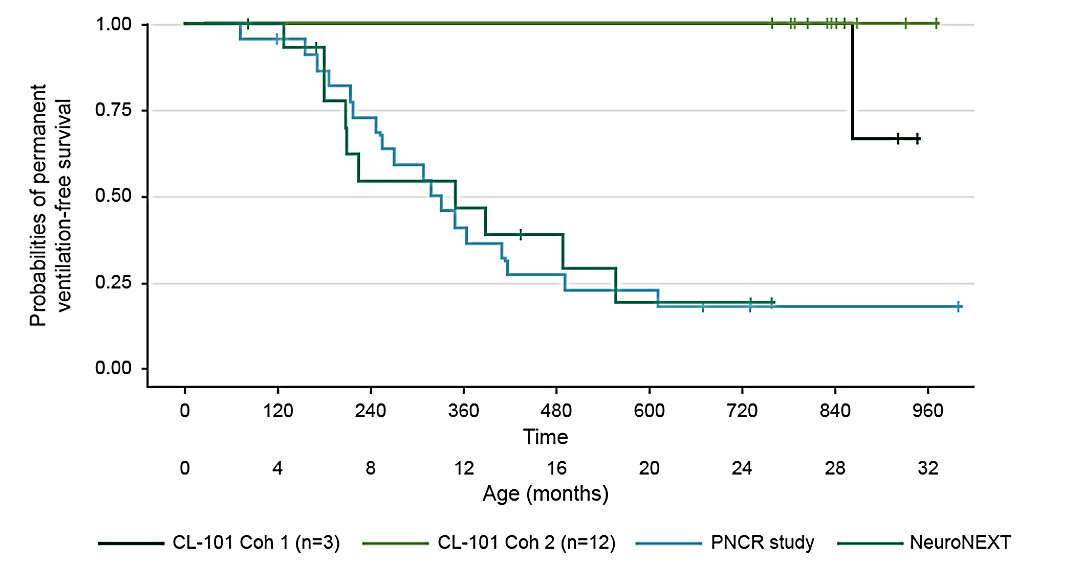 Probabilities of permanent
ventilation-free survival
1.00
0.75
0.50
0.25
0.00
0 120 240 360 480 600 720 840 960
Time
0 4 8 12 16 20 24 28 32
Age (months)
CL-101 Coh 1 (n=3) CL-101 Coh 2 (n=12) PNCR study NeuroNEXT